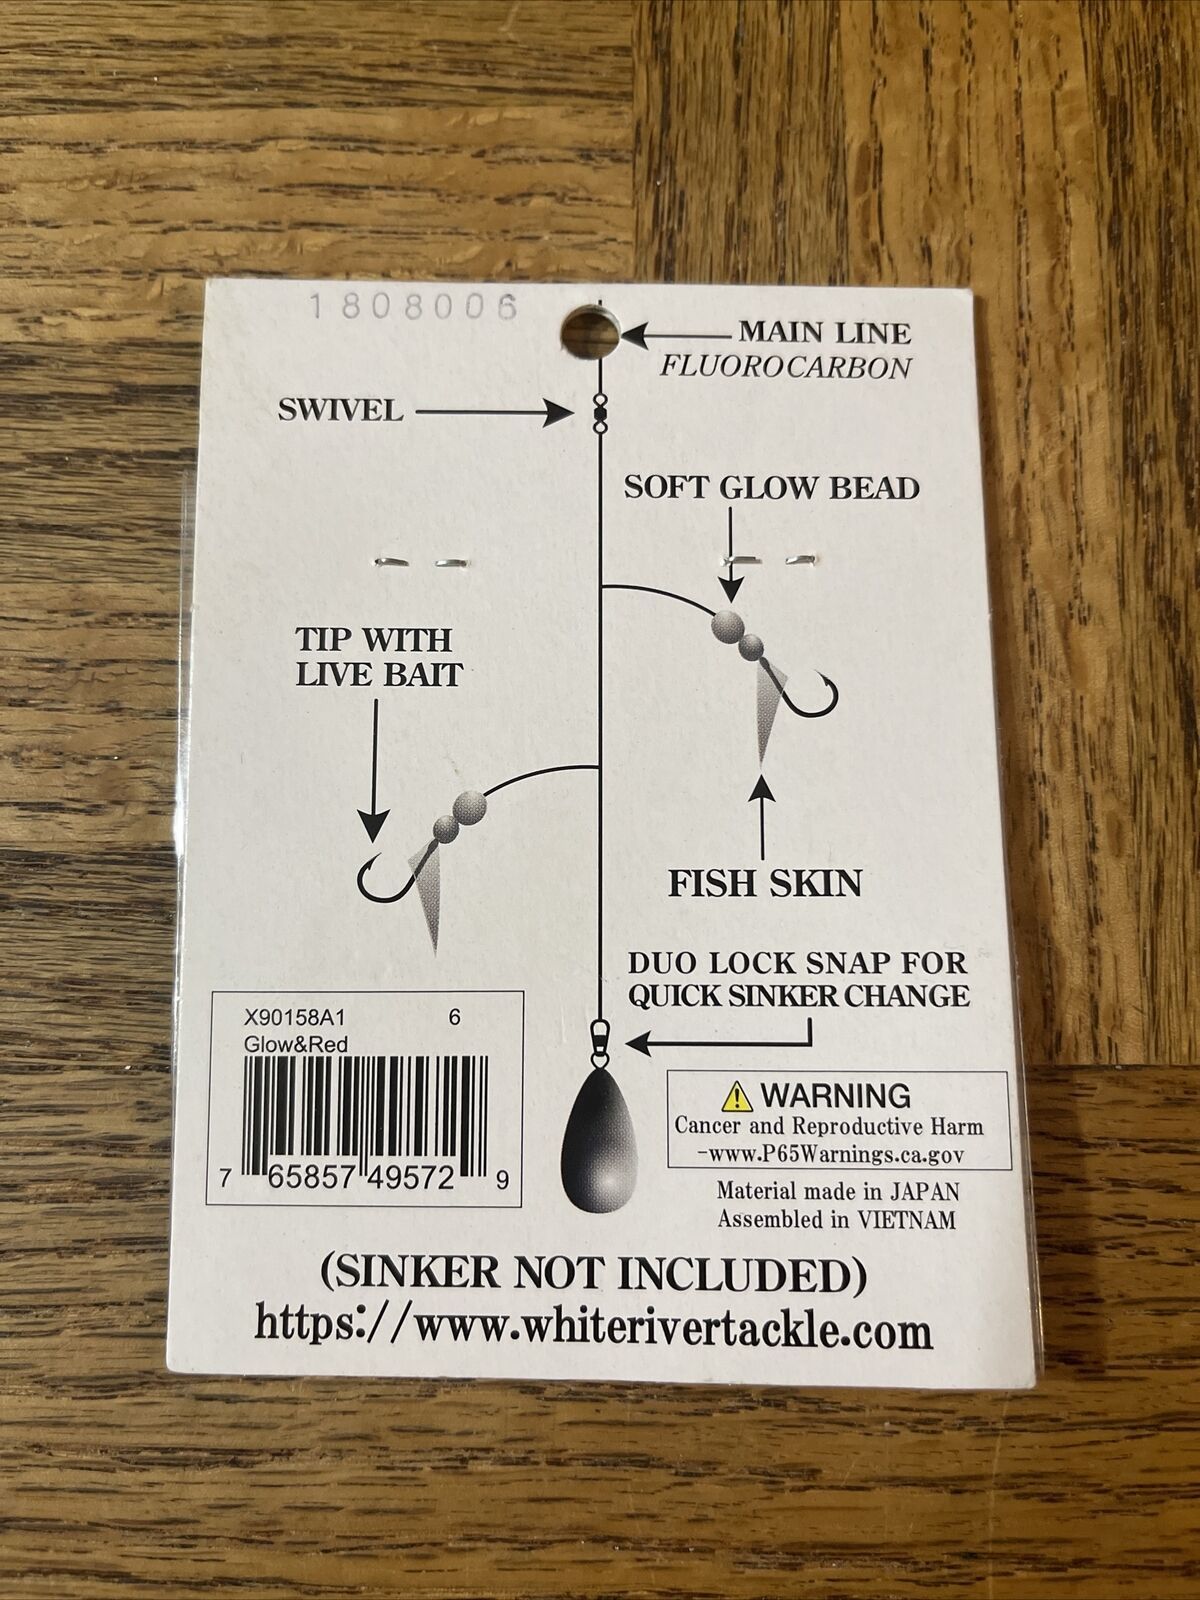 1808006
MAIN LINE
FLUOROCARBON
SWIVEL
SOFT GLOW BEAD
TIP WITH
LIVE BAIT
FISH SKIN
DUO LOCK SNAP FOR
QUICK SINKER CHANGE
X90158A1 6
Glow&Red
7 65857 49572 9
WARNING
Cancer and Reproductive Harm
-www.P65Warnings.ca.gov
Material made in JAPAN
Assembled in VIETNAM
(SINKER NOT INCLUDED)
https://www.whiterivertackle.com